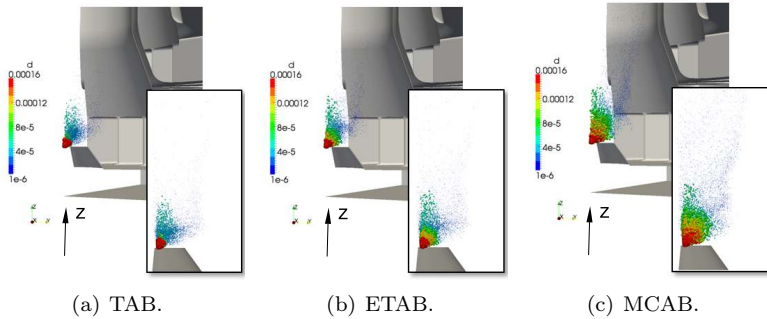 d
0.00016
0.00012
8e-5
4e-5
1e-6
Z
(a) TAB.
d
0.00016
0.00012
8e-5
4e-5
1e-6
Z
(b) ETAB.
d
0.00016
0.00012
8e-5
4e-5
1e-6
Z
(c) MCAB.